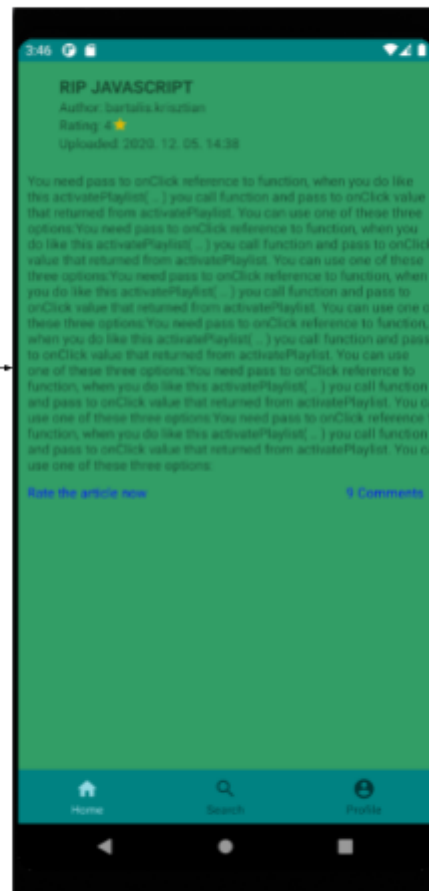 3:46
RIP JAVASCRIPT
Author: bartalis.krisztian
Rating: 4
Uploaded: 2020. 12. 05. 14:38
You need pass to onClick reference to function, when you do like
this activatePlaylist( .. ) you call function and pass to onClick value
that returned from activatePlaylist. You can use one of these three
options:You need pass to onClick reference to function, when you
do like this activatePlaylist( .. ) you call function and pass to onClick
value that returned from activatePlaylist. You can use one of these
three options:You need pass to onClick reference to function, when
you do like this activatePlaylist( .. ) you call function and pass to
onClick value that returned from activatePlaylist. You can use one o
these three options:You need pass to onClick reference to function,
when you do like this activatePlaylist( .. ) you call function and pass
to onClick value that returned from activatePlaylist. You can use
one of these three options:You need pass to onClick reference to
function, when you do like this activatePlaylist( .. ) you call function
and pass to onClick value that returned from activatePlaylist. You ca
use one of these three options:You need pass to onClick reference
function, when you do like this activatePlaylist( .. ) you call function
and pass to onClick value that returned from activatePlaylist. You ca
use one of these three options:
Rate the article now 9 Comments
Home Search Profile